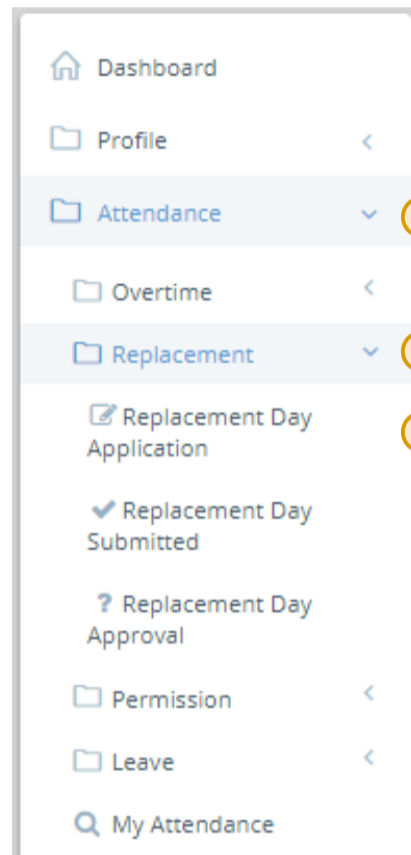 Dashboard
Profile
Attendance
Overtime
Replacement
Replacement Day
Application
Replacement Day
Submitted
? Replacement Day
Approval
Permission
Leave
My Attendance